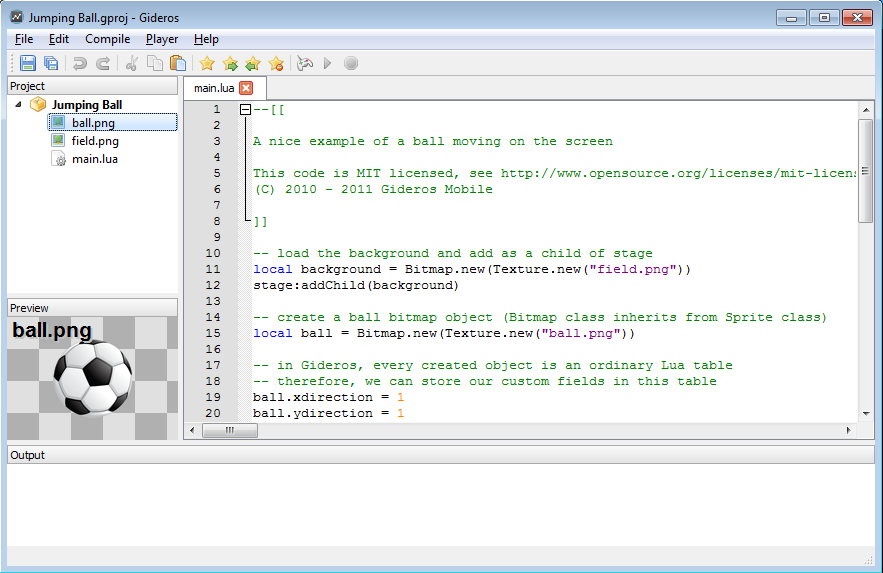 Jumping Ball.gproj - Gideros
File Edit Compile Player Help
Project
Jumping Ball
ball.png
field.png
main.lua
Preview
ball.png
main.lua
1 --[[
2
3 A nice example of a ball moving on the screen
4
5 This code is MIT licensed, see http://www.opensource.org/licenses/mit-licens
6 (C) 2010 - 2011 Gideros Mobile
7
8 ]]
9
10 -- load the background and add as a child of stage
11 local background = Bitmap.new(Texture.new("field.png"))
12 stage:addChild(background)
13
14 -- create a ball bitmap object (Bitmap class inherits from Sprite class)
15 local ball = Bitmap.new(Texture.new("ball.png"))
16
17 -- in Gideros, every created object is an ordinary Lua table
18 -- therefore, we can store our custom fields in this table
19 ball.xdirection = 1
20 ball.ydirection = 1
Output